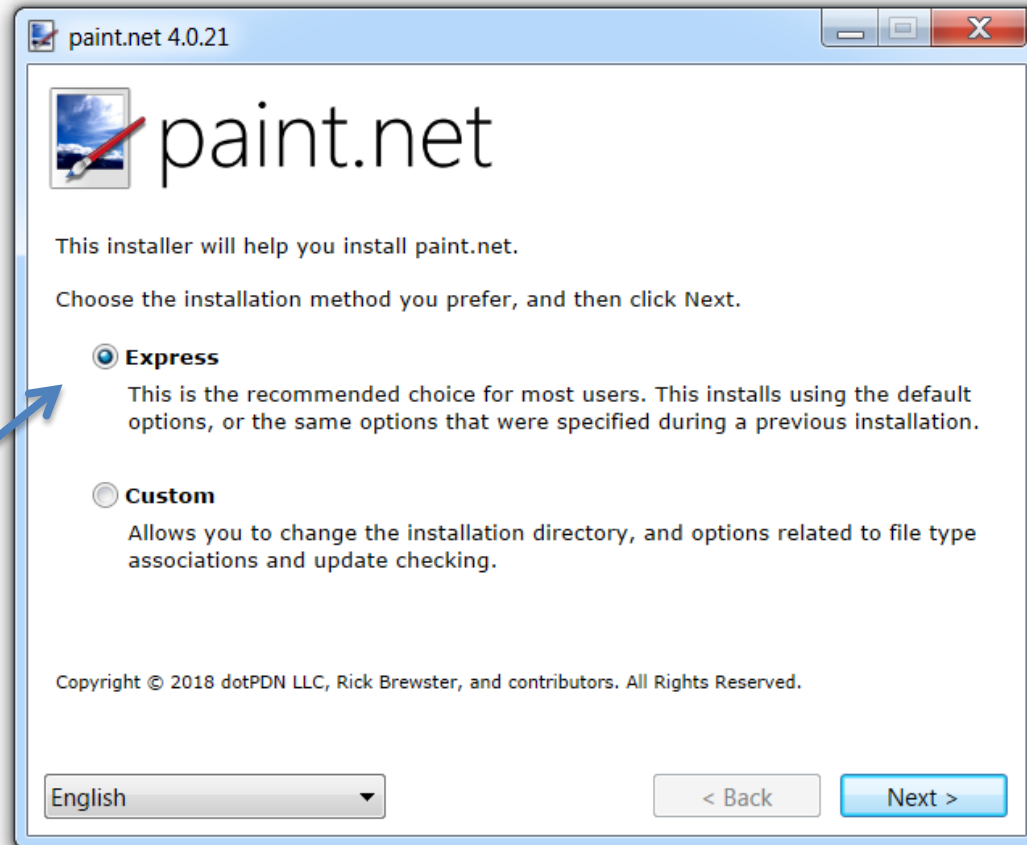 paint.net 4.0.21
paint.net
This installer will help you install paint.net.
Choose the installation method you prefer, and then click Next.
Express
This is the recommended choice for most users. This installs using the default
options, or the same options that were specified during a previous installation.
Custom
Allows you to change the installation directory, and options related to file type
associations and update checking.
Copyright © 2018 dotPDN LLC, Rick Brewster, and contributors. All Rights Reserved.
English
< Back
Next >